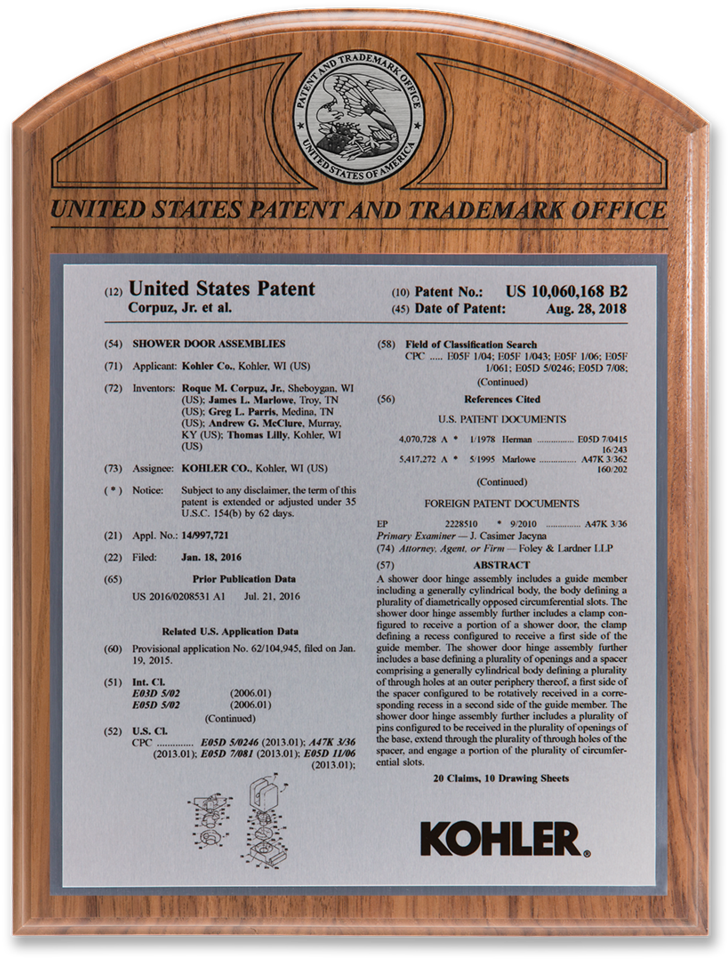 PATENT AND TRADEMARK OFFICE
UNITED STATES OF AMERICA
UNITED STATES PATENT AND TRADEMARK OFFICE
(12) United States Patent
Corpuz, Jr. et al.
(10) Patent No.: US 10,060,168 B2
(45) Date of Patent: Aug. 28, 2018
(54) SHOWER DOOR ASSEMBLIES
(71) Applicant: Kohler Co., Kohler, WI (US)
(72) Inventors: Roque M. Corpuz, Jr., Sheboygan, WI
(US); James L. Marlowe, Troy, TN
(US); Greg L. Parris, Medina, TN
(US); Andrew G. McClure, Murray,
KY (US); Thomas Lilly, Kohler, WI
(US)
(73) Assignee: KOHLER CO., Kohler, WI (US)
( * ) Notice: Subject to any disclaimer, the term of this
patent is extended or adjusted under 35
U.S.C. 154(b) by 62 days.
(21) Appl. No.: 14/997,721
(22) Filed: Jan. 18, 2016
(65) Prior Publication Data
US 2016/0208531 A1 Jul. 21, 2016
Related U.S. Application Data
(60) Provisional application No. 62/104,945, filed on Jan.
19, 2015.
(51) Int. Cl.
E03D 5/02 (2006.01)
E05D 5/02 (2006.01)
(Continued)
(52) U.S. Cl.
CPC .............. E05D 5/0246 (2013.01); A47K 3/36
(2013.01); E05D 7/081 (2013.01); E05D 11/06
(2013.01);
(58) Field of Classification Search
CPC ..... E05F 1/04; E05F 1/043; E05F 1/06; E05F
1/061; E05D 5/0246; E05D 7/08;
(Continued)
(56) References Cited
U.S. PATENT DOCUMENTS
4,070,728 A * 1/1978 Herman ............... E05D 7/0415
16/243
5,417,272 A * 5/1995 Marlowe ............... A47K 3/362
160/202
(Continued)
FOREIGN PATENT DOCUMENTS
EP 2228510 * 9/2010 .............. A47K 3/36
Primary Examiner — J. Casimer Jacyna
(74) Attorney, Agent, or Firm — Foley & Lardner LLP
(57) ABSTRACT
A shower door hinge assembly includes a guide member
including a generally cylindrical body, the body defining a
plurality of diametrically opposed circumferential slots. The
shower door hinge assembly further includes a clamp con-
figured to receive a portion of a shower door, the clamp
defining a recess configured to receive a first side of the
guide member. The shower door hinge assembly further
includes a base defining a plurality of openings and a spacer
comprising a generally cylindrical body defining a plurality
of through holes at an outer periphery thereof, a first side of
the spacer configured to be rotatively received in a corre-
sponding recess in a second side of the guide member. The
shower door hinge assembly further includes a plurality of
pins configured to be received in the plurality of openings of
the base, extend through the plurality of through holes of the
spacer, and engage a portion of the plurality of circumfer-
ential slots.
20 Claims, 10 Drawing Sheets
KOHLER®